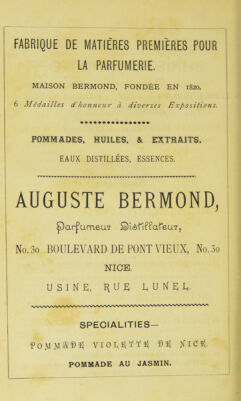 FABRIQUE DE MATIÈRES PREMIÈRES POUR
LA PARFUMERIE.
MAISON BERMOND, FONDÉE EN 1820.
6 Médailles d'honneur à diverses Expositions.
POMMADES, HUILES, & EXTRAITS.
EAUX DISTILLÉES, ESSENCES.
AUGUSTE BERMOND,
Parfumeur Distillateur,
No. 30 BOULEVARD DE PONT VIEUX, No. 30
NICE.
USINE, RUE LUNEL.
SPECIALITIES—
POMMADE VIOLETTE DE NICE.
POMMADE AU JASMIN.